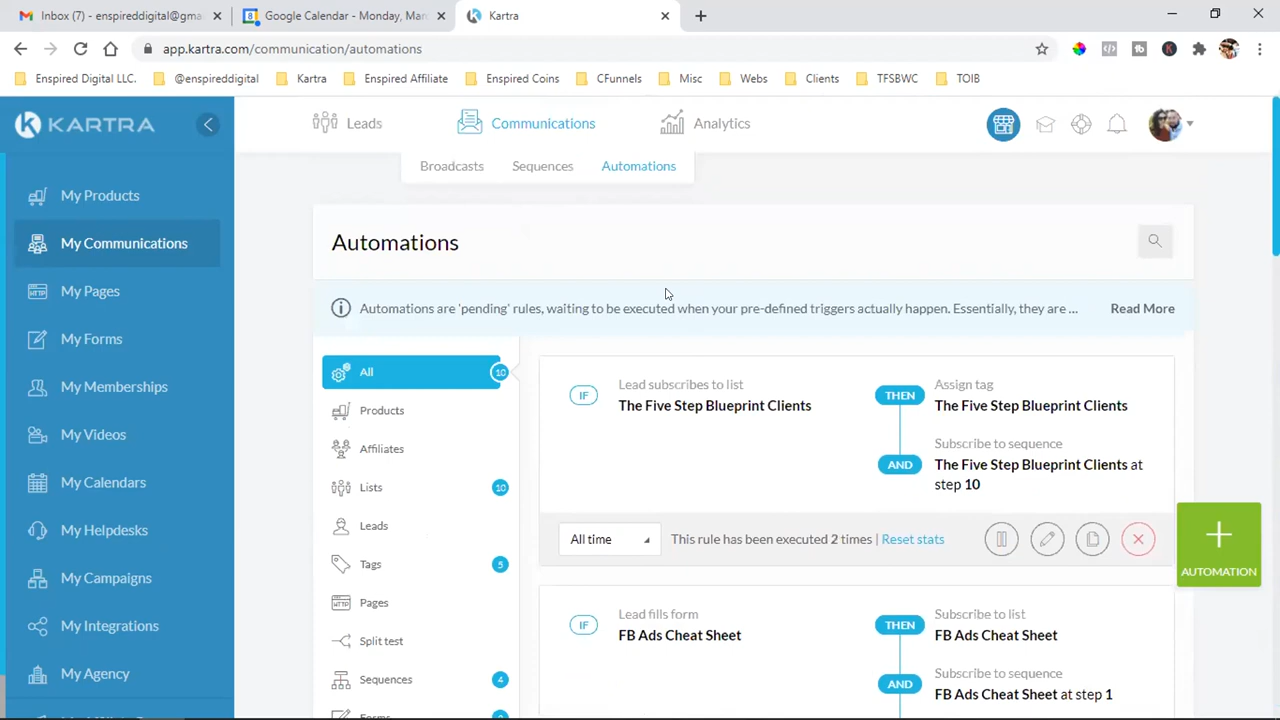 Inbox (7) - enspireddigital@gma
Google Calendar - Monday, Mar
Kartra
app.kartra.com/communication/automations
Enspired Digital LLC.
@enspireddigital
Kartra
Enspired Affiliate
Enspired Coins
CFunnels
Misc
Webs
Clients
TFSBWC
TOIB
KARTRA
Leads
Communications
Analytics
Broadcasts
Sequences
Automations
My Products
My Communications
My Pages
My Forms
My Memberships
My Videos
My Calendars
My Helpdesks
My Campaigns
My Integrations
My Agency
Automations
Automations are 'pending' rules, waiting to be executed when your pre-defined triggers actually happen. Essentially, they are ...
Read More
All
10
Products
Affiliates
Lists
10
Leads
Tags
5
Pages
Split test
Sequences
4
Forms
IF
Lead subscribes to list
The Five Step Blueprint Clients
THEN
Assign tag
The Five Step Blueprint Clients
AND
Subscribe to sequence
The Five Step Blueprint Clients at
step 10
All time
This rule has been executed 2 times | Reset stats
AUTOMATION
IF
Lead fills form
FB Ads Cheat Sheet
THEN
Subscribe to list
FB Ads Cheat Sheet
AND
Subscribe to sequence
FB Ads Cheat Sheet at step 1